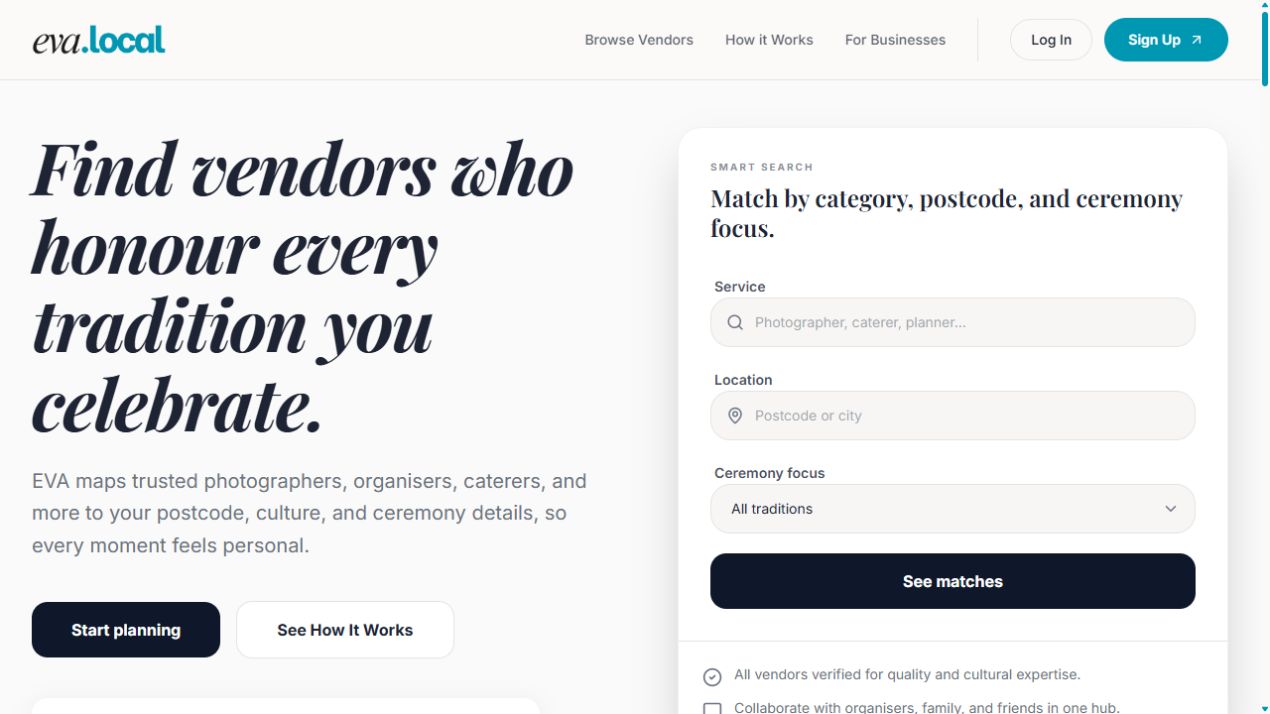 eva.local
Browse Vendors
How it Works
For Businesses
Log In
Sign Up
Find vendors who
honour every
tradition you
celebrate.
EVA maps trusted photographers, organisers, caterers, and
more to your postcode, culture, and ceremony details, so
every moment feels personal.
Start planning
See How It Works
SMART SEARCH
Match by category, postcode, and ceremony
focus.
Service
Photographer, caterer, planner...
Location
Postcode or city
Ceremony focus
All traditions
See matches
All vendors verified for quality and cultural expertise.
Collaborate with organisers, family, and friends in one hub.